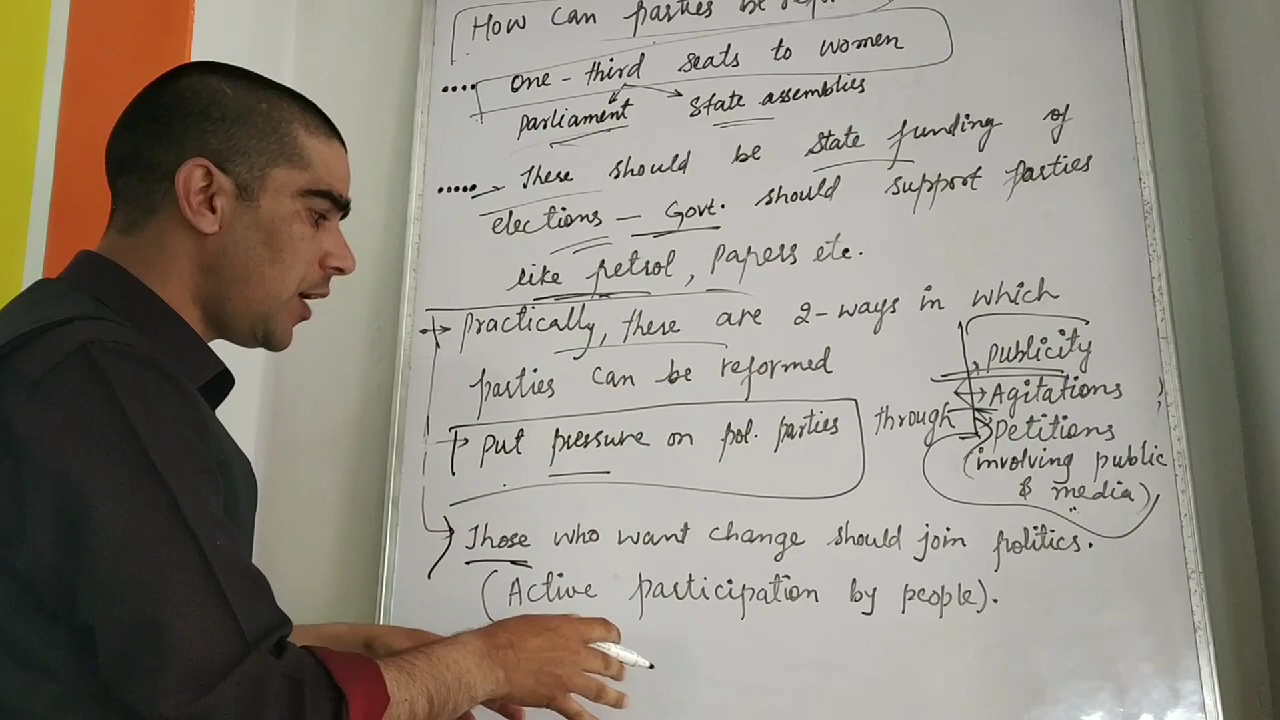 How can parties be
.... One-third seats to women
Parliament State assemblies
..... These should be state funding of
elections – Govt. should support parties
like petrol, papers etc.
Practically, these are 2-ways in which
parties can be reformed
Put pressure on pol. parties through
Publicity
Agitations
Petitions
(involving public
& media)
Those who want change should join politics.
(Active participation by people).